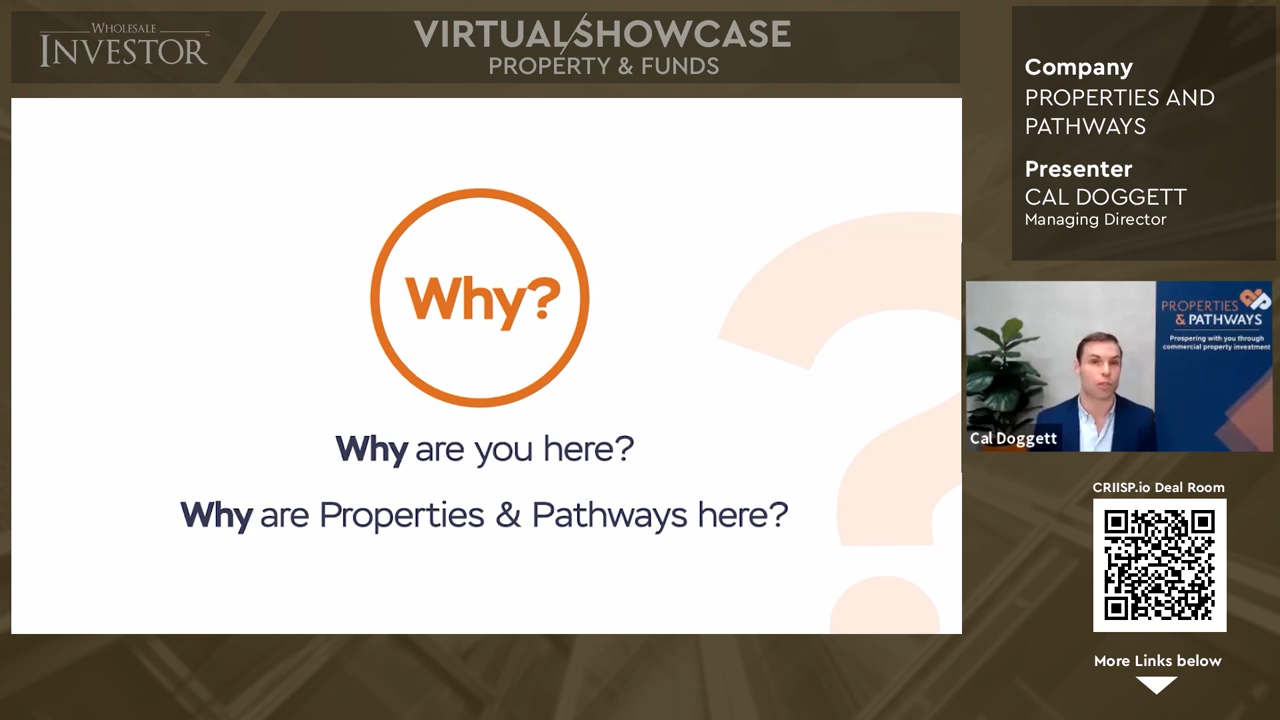 WHOLESALE
INVESTOR
VIRTUAL SHOWCASE
PROPERTY & FUNDS
Company
PROPERTIES AND
PATHWAYS
Presenter
CAL DOGGETT
Managing Director
Why?
Why are you here?
Why are Properties & Pathways here?
PROPERTIES
& PATHWAYS
Prospering with you through
commercial property investment
Cal Doggett
CRIISP.io Deal Room
More Links below